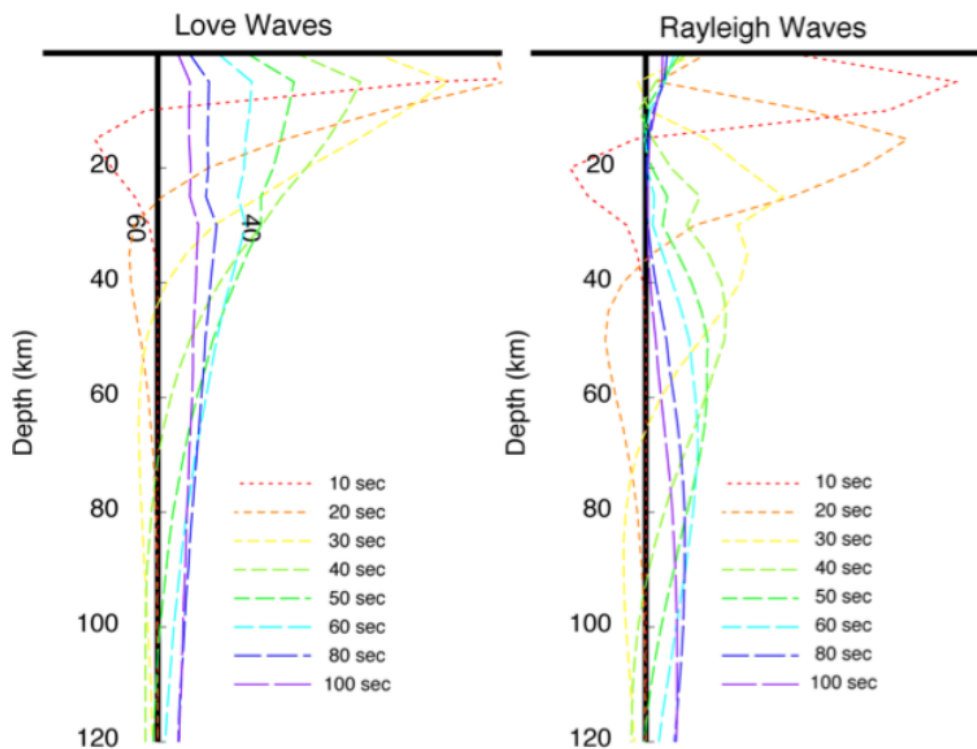 Love Waves
20
60
40
40
Depth (km)
60
80
100
120
10 sec
20 sec
30 sec
40 sec
50 sec
60 sec
80 sec
100 sec
Rayleigh Waves
20
40
Depth (km)
60
80
100
120
10 sec
20 sec
30 sec
40 sec
50 sec
60 sec
80 sec
100 sec